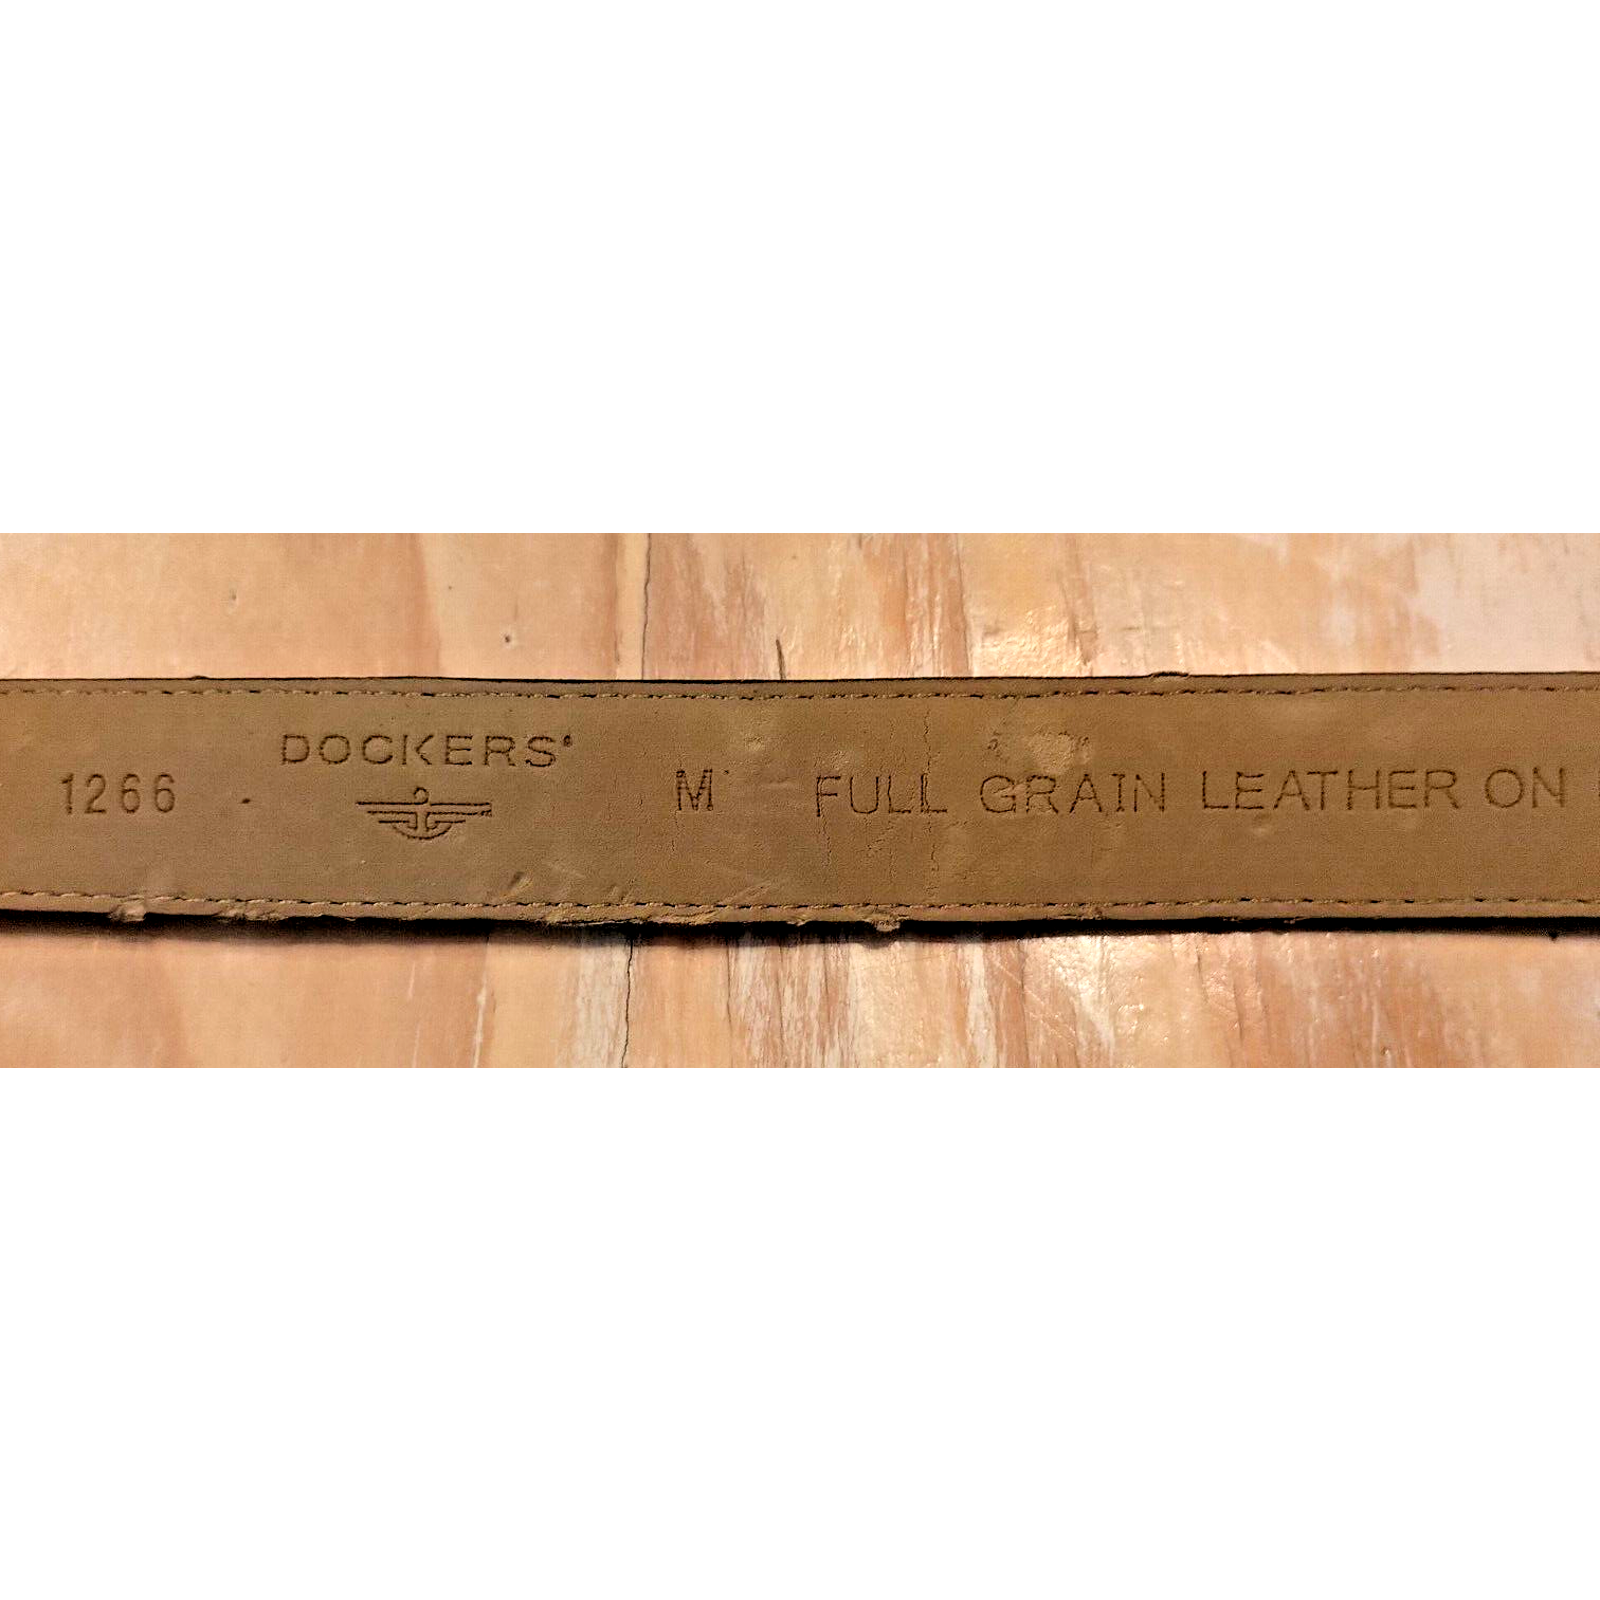 DOCKERS®
1266 M FULL GRAIN LEATHER ON